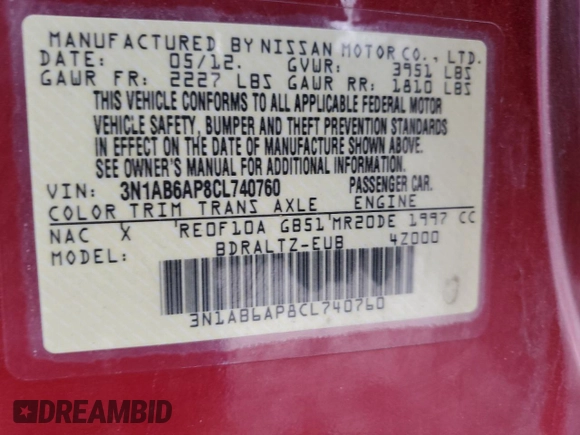 MANUFACTURED BY NISSAN MOTOR CO., LTD.
DATE: 05/12. GVWR: 3951 LBS
GAWR FR: 2227 LBS GAWR RR: 1810 LBS
THIS VEHICLE CONFORMS TO ALL APPLICABLE FEDERAL MOTOR
VEHICLE SAFETY, BUMPER AND THEFT PREVENTION STANDARDS
IN EFFECT ON THE DATE OF MANUFACTURE SHOWN ABOVE.
SEE OWNER'S MANUAL FOR ADDITIONAL INFORMATION.
VIN: 3N1AB6AP8CL740760 PASSENGER CAR.
COLOR TRIM TRANS AXLE ENGINE
NAC X 'RE0F10A GB51'MR20DE 1997 CC
MODEL: BDRALTZ-EUB 4Z000
3N1AB6AP8CL740760
DREAMBID